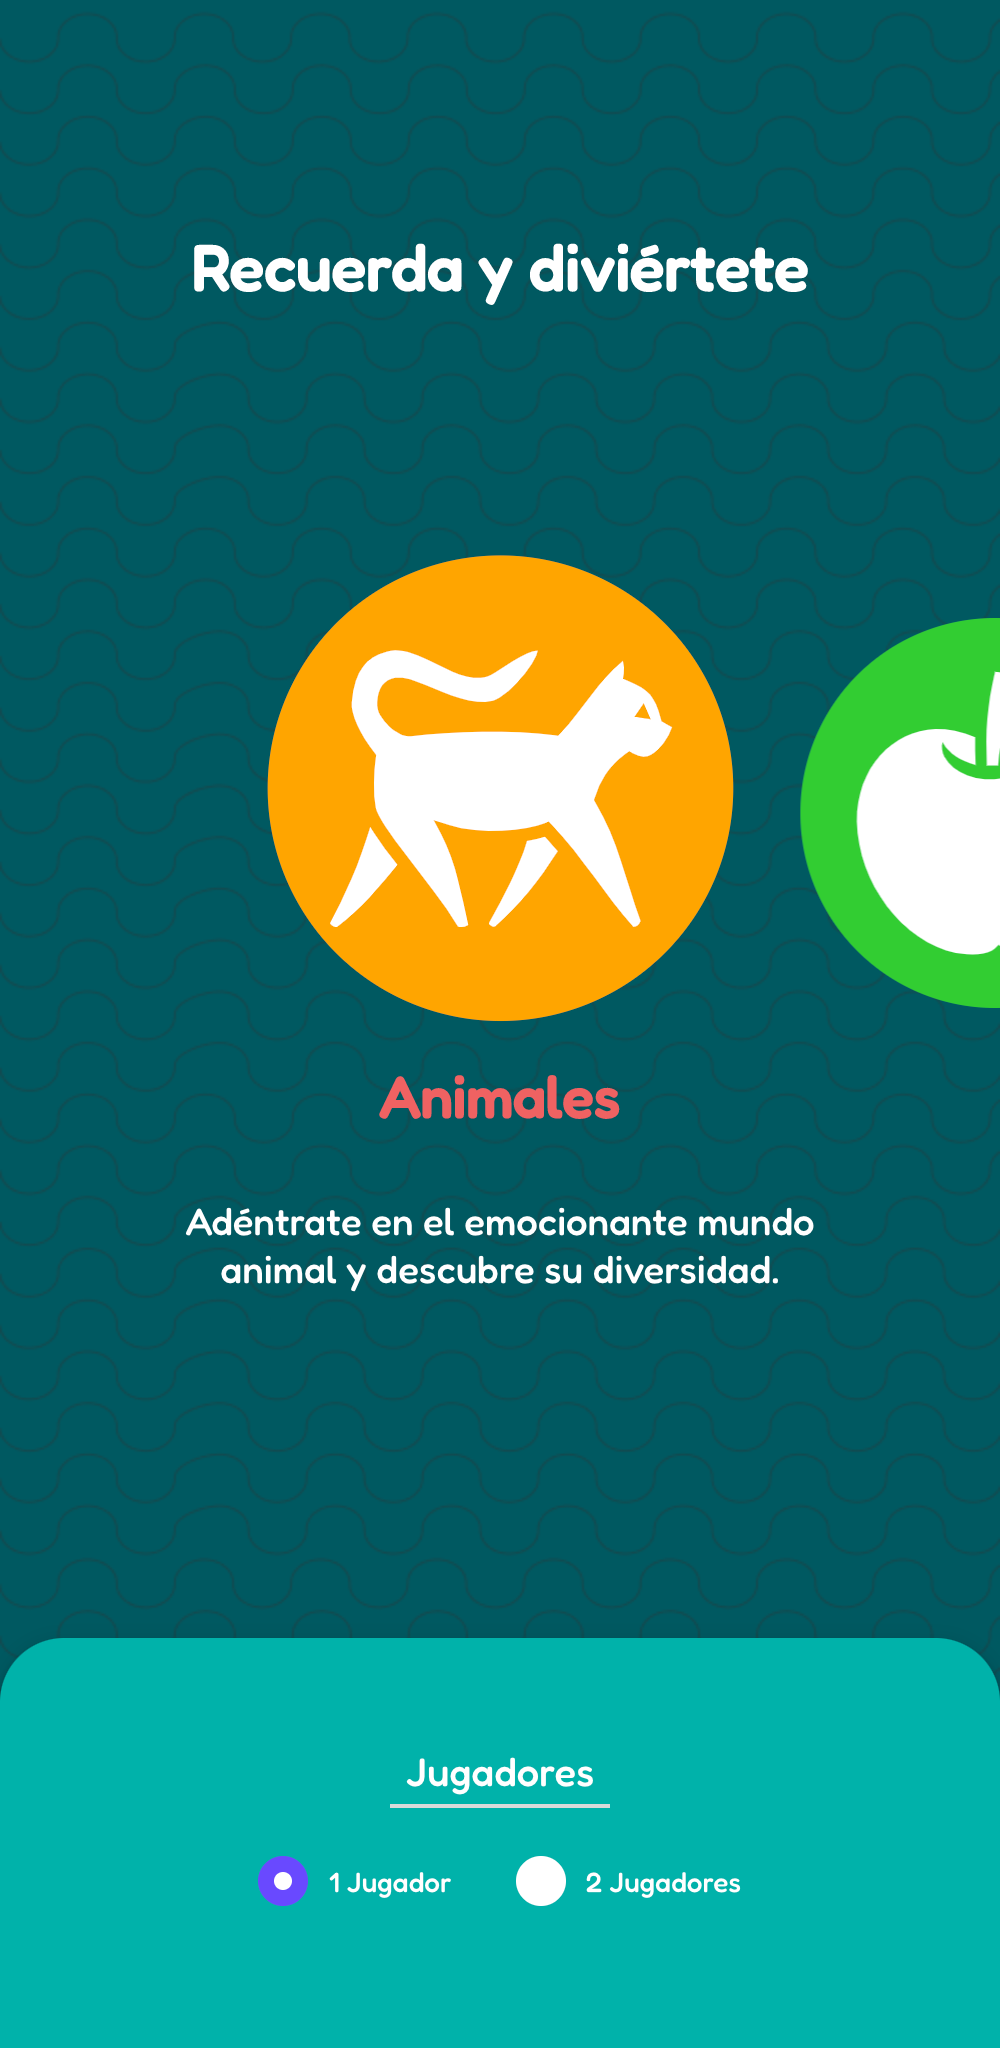 Recuerda y diviértete
Animales
Adéntrate en el emocionante mundo
animal y descubre su diversidad.
Jugadores
1 Jugador
2 Jugadores